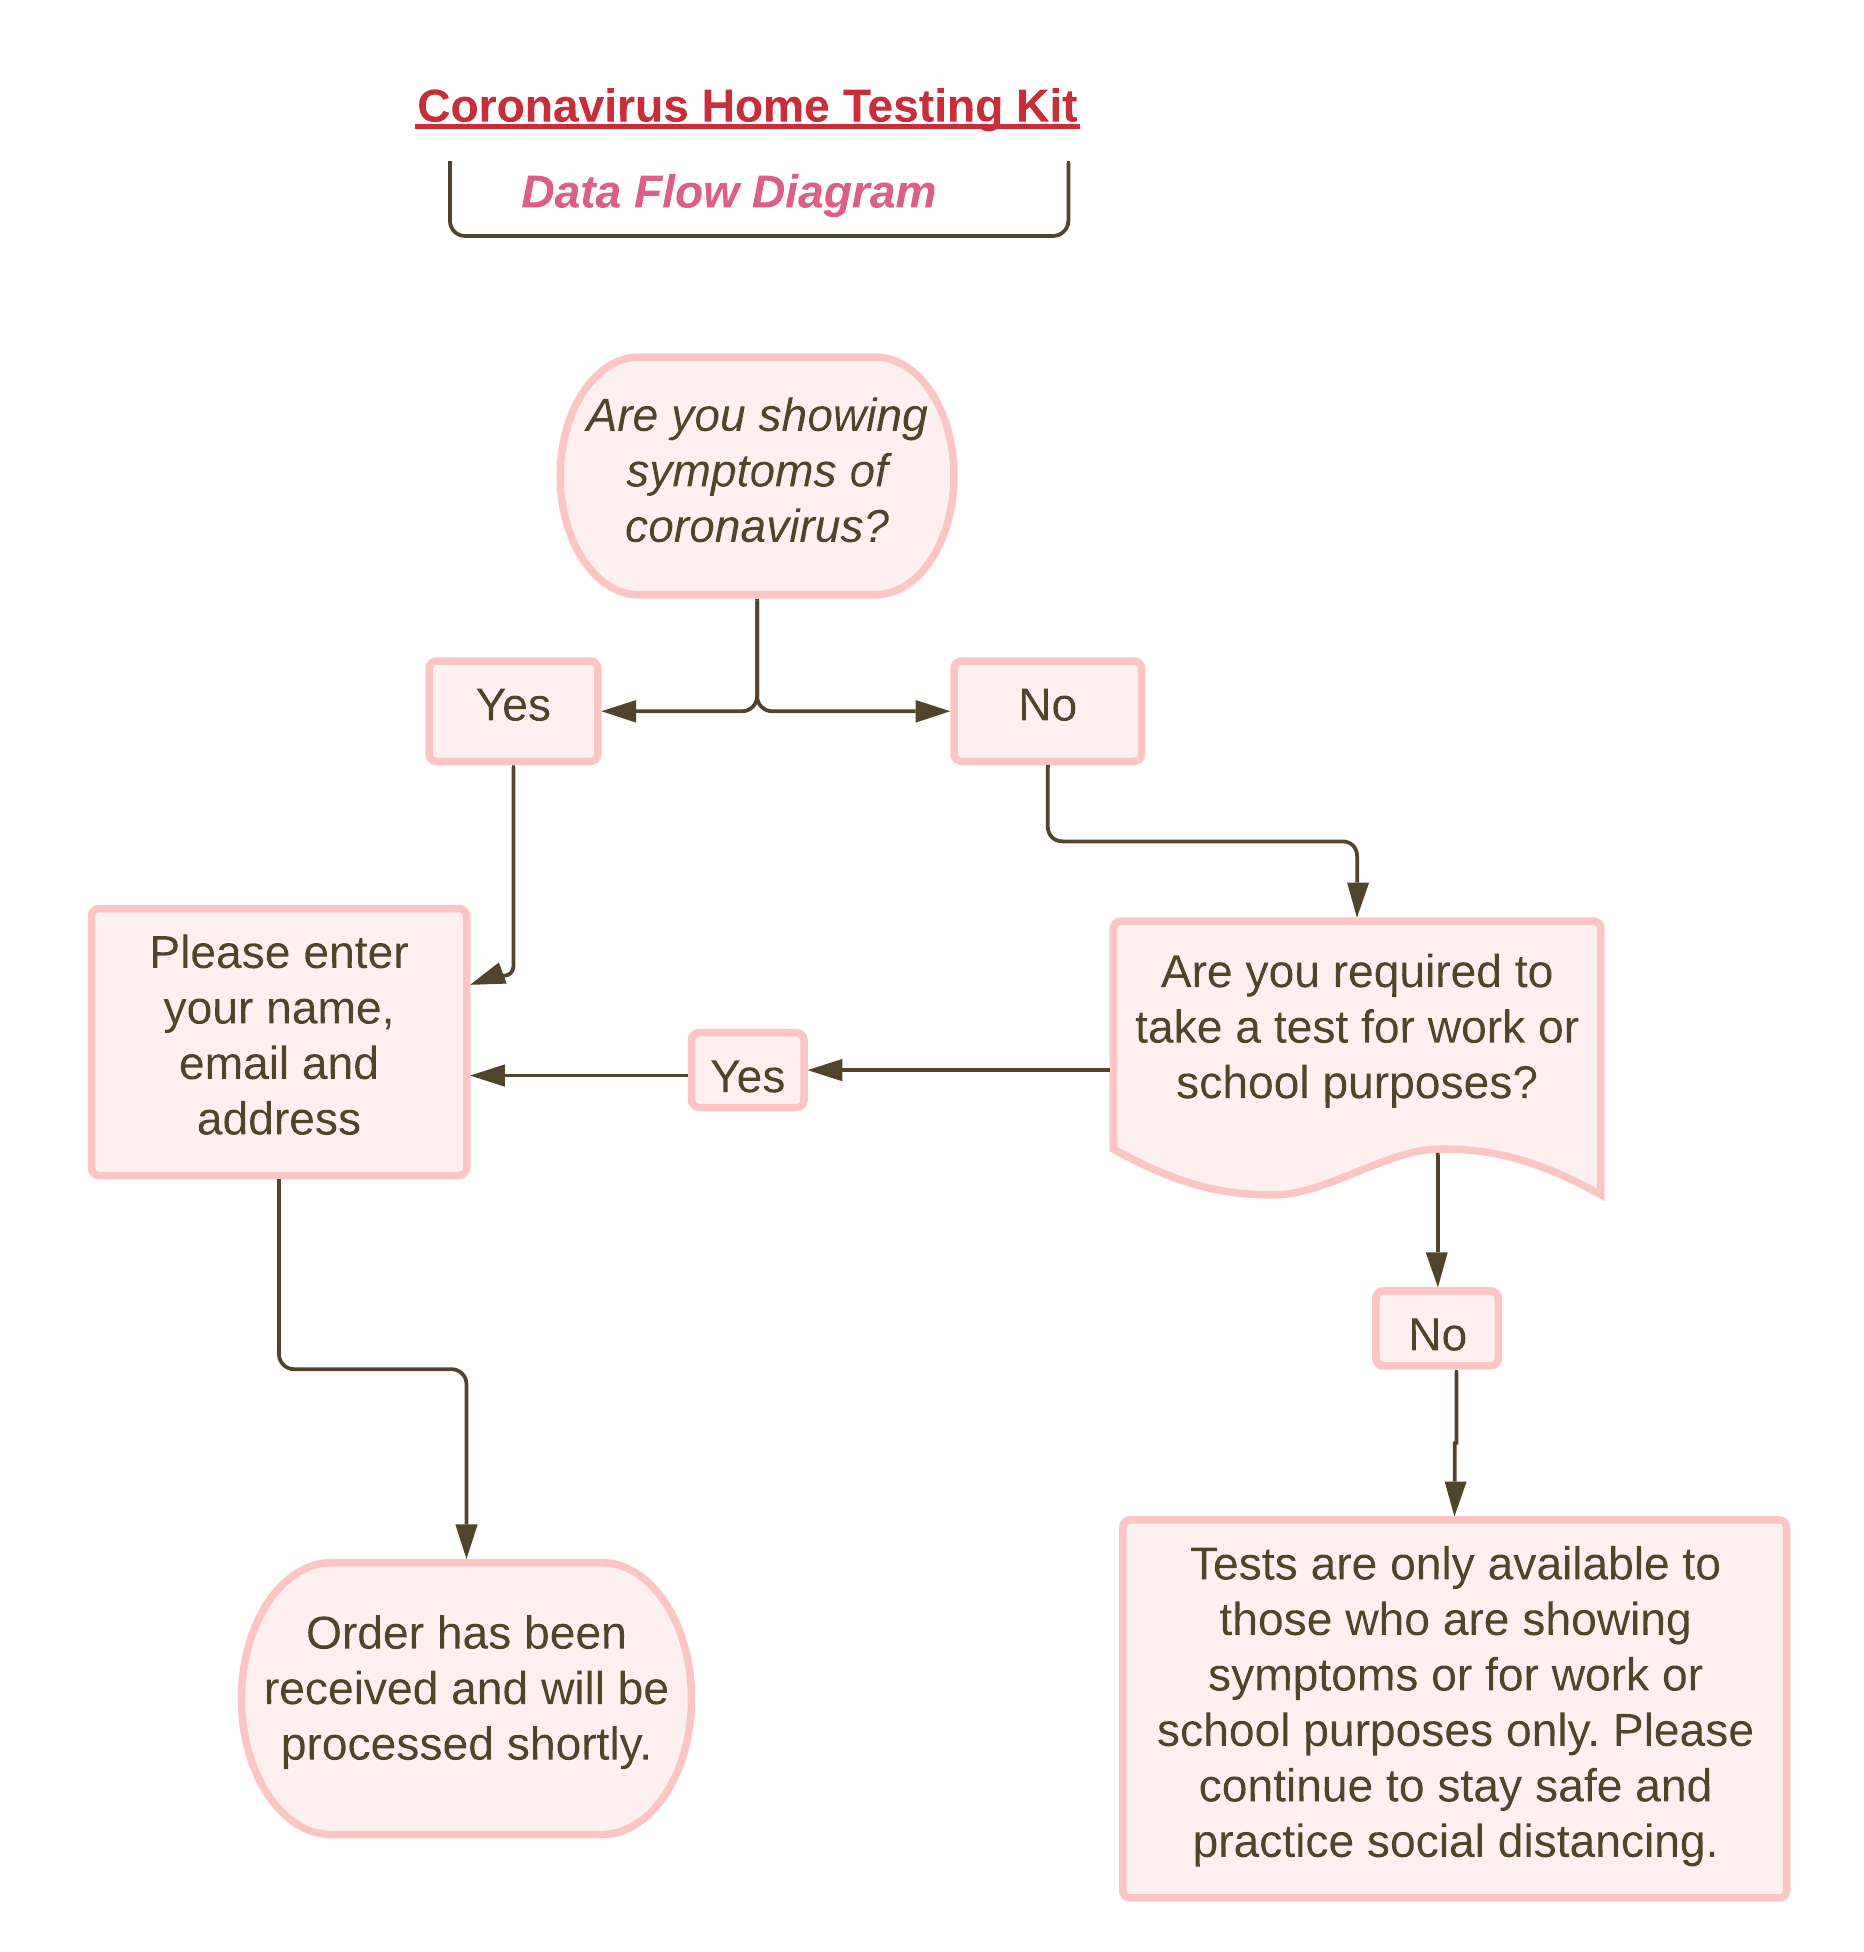 Coronavirus Home Testing Kit
Data Flow Diagram
Are you showing
symptoms of
coronavirus?
Yes
No
Please enter
your name,
email and
address
Yes
Are you required to
take a test for work or
school purposes?
No
Order has been
received and will be
processed shortly.
Tests are only available to
those who are showing
symptoms or for work or
school purposes only. Please
continue to stay safe and
practice social distancing.